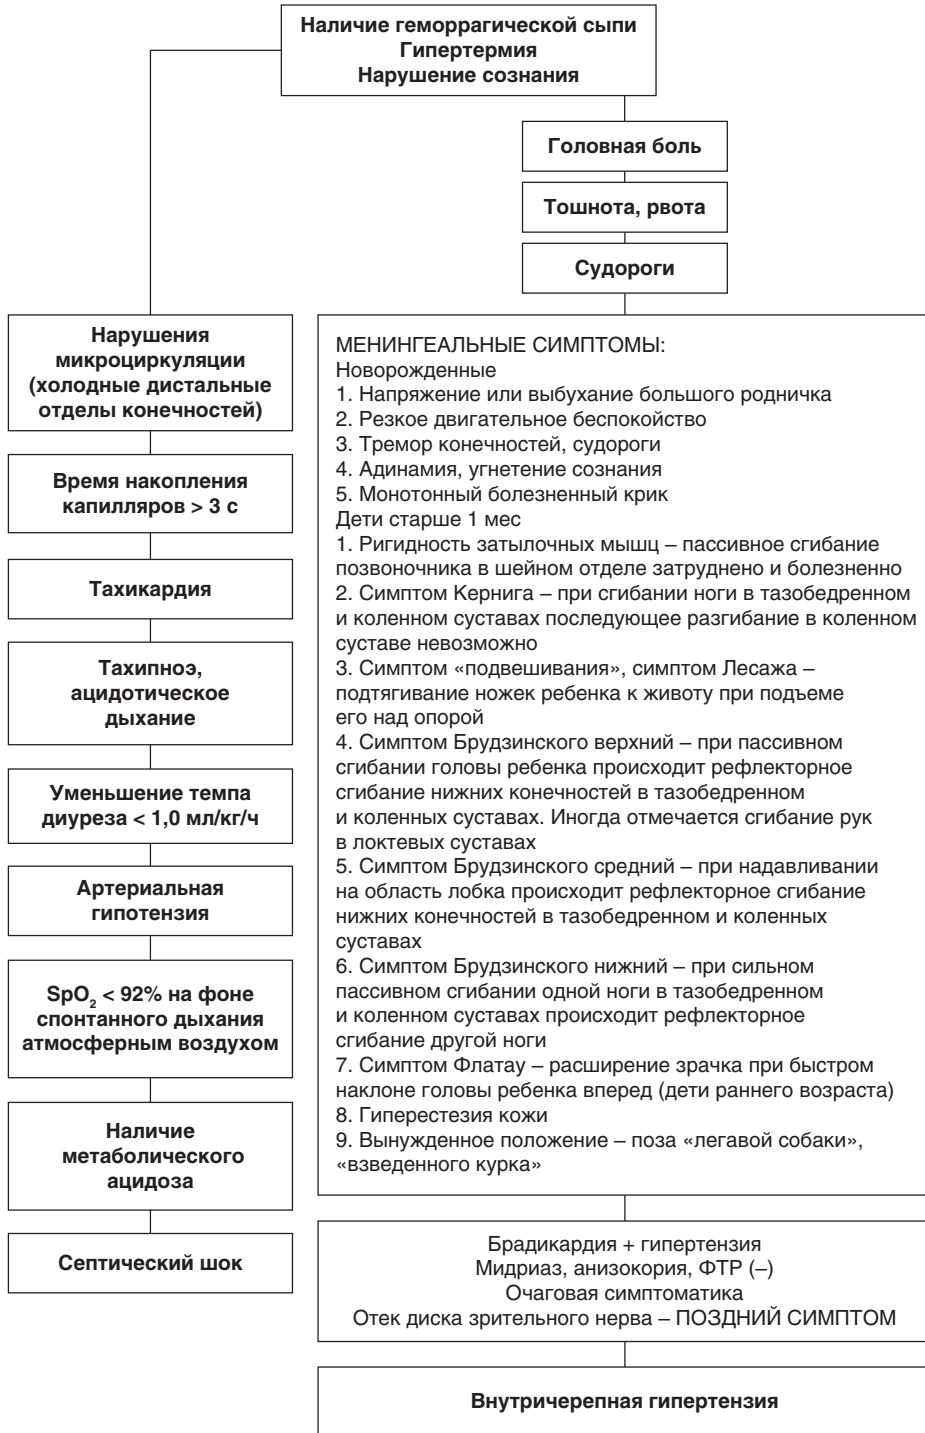 Наличие геморрагической сыпи
Гипертермия
Нарушение сознания
Головная боль
Тошнота, рвота
Судороги
Нарушения
микроциркуляции
(холодные дистальные
отделы конечностей)
Время накопления
капилляров > 3 с
Тахикардия
Тахипноэ,
ацидотическое
дыхание
Уменьшение темпа
диуреза < 1,0 мл/кг/ч
Артериальная
гипотензия
SpO₂ < 92% на фоне
спонтанного дыхания
атмосферным воздухом
Наличие
метаболического
ацидоза
Септический шок
МЕНИНГЕАЛЬНЫЕ СИМПТОМЫ:
Новорожденные
1. Напряжение или выбухание большого родничка
2. Резкое двигательное беспокойство
3. Тремор конечностей, судороги
4. Адинамия, угнетение сознания
5. Монотонный болезненный крик
Дети старше 1 мес
1. Ригидность затылочных мышц – пассивное сгибание
позвоночника в шейном отделе затруднено и болезненно
2. Симптом Кернига – при сгибании ноги в тазобедренном
и коленном суставах последующее разгибание в коленном
суставе невозможно
3. Симптом «подвешивания», симптом Лесажа –
подтягивание ножек ребенка к животу при подъеме
его над опорой
4. Симптом Брудзинского верхний – при пассивном
сгибании головы ребенка происходит рефлекторное
сгибание нижних конечностей в тазобедренном
и коленных суставах. Иногда отмечается сгибание рук
в локтевых суставах
5. Симптом Брудзинского средний – при надавливании
на область лобка происходит рефлекторное сгибание
нижних конечностей в тазобедренном и коленных
суставах
6. Симптом Брудзинского нижний – при сильном
пассивном сгибании одной ноги в тазобедренном
и коленном суставах происходит рефлекторное
сгибание другой ноги
7. Симптом Флатау – расширение зрачка при быстром
наклоне головы ребенка вперед (дети раннего возраста)
8. Гиперестезия кожи
9. Вынужденное положение – поза «легавой собаки»,
«взведенного курка»
Брадикардия + гипертензия
Мидриаз, анизокория, ФТР (–)
Очаговая симптоматика
Отек диска зрительного нерва – ПОЗДНИЙ СИМПТОМ
Внутричерепная гипертензия